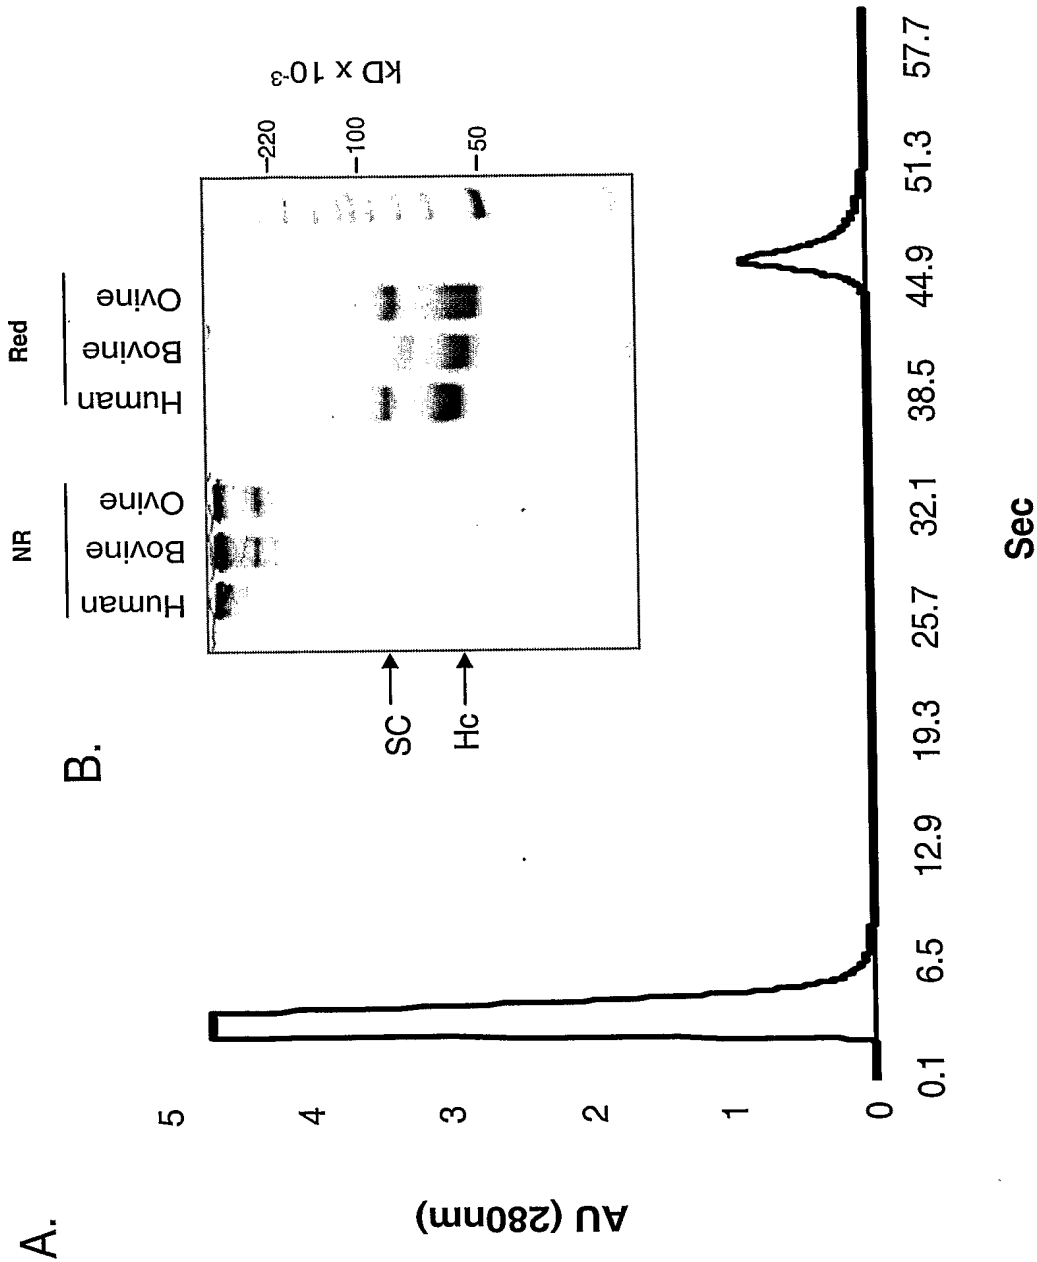 A.
AU (280nm)
5
4
3
2
1
0
0.1 6.5 12.9 19.3 25.7 32.1 38.5 44.9 51.3 57.7
Sec
B.
NR Red
Human Bovine Ovine Human Bovine Ovine
SC
Hc
–220
–100
–50
kD x 10-3